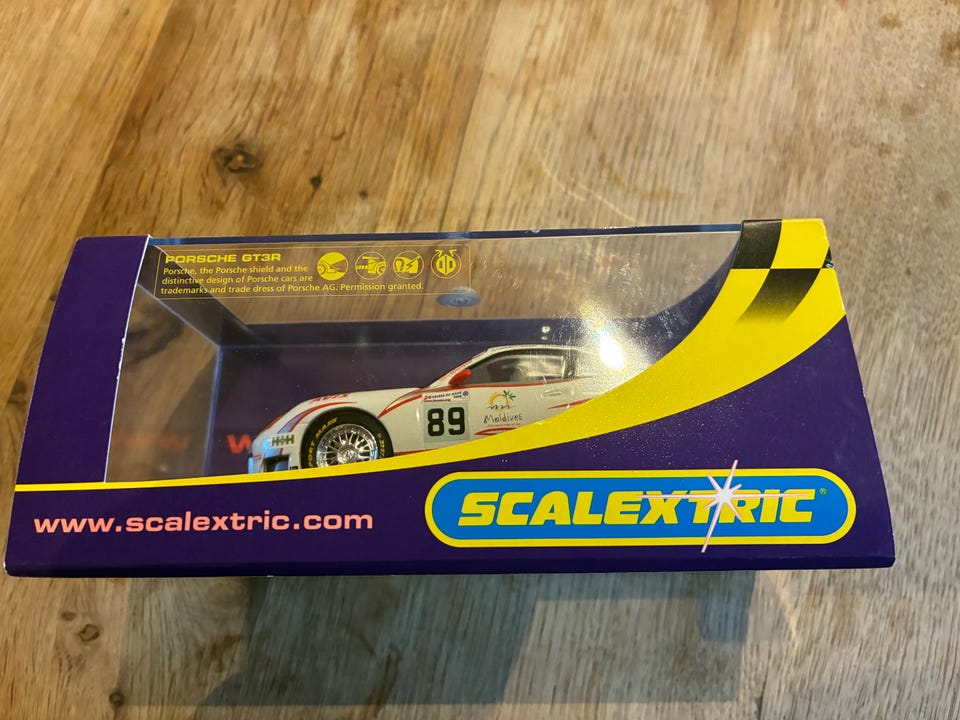 PORSCHE GT3R
Porsche, the Porsche shield and the
distinctive design of Porsche cars are
trademarks and trade dress of Porsche AG. Permission granted.
89
Maldives
www.scalextric.com
SCALEXTRIC®